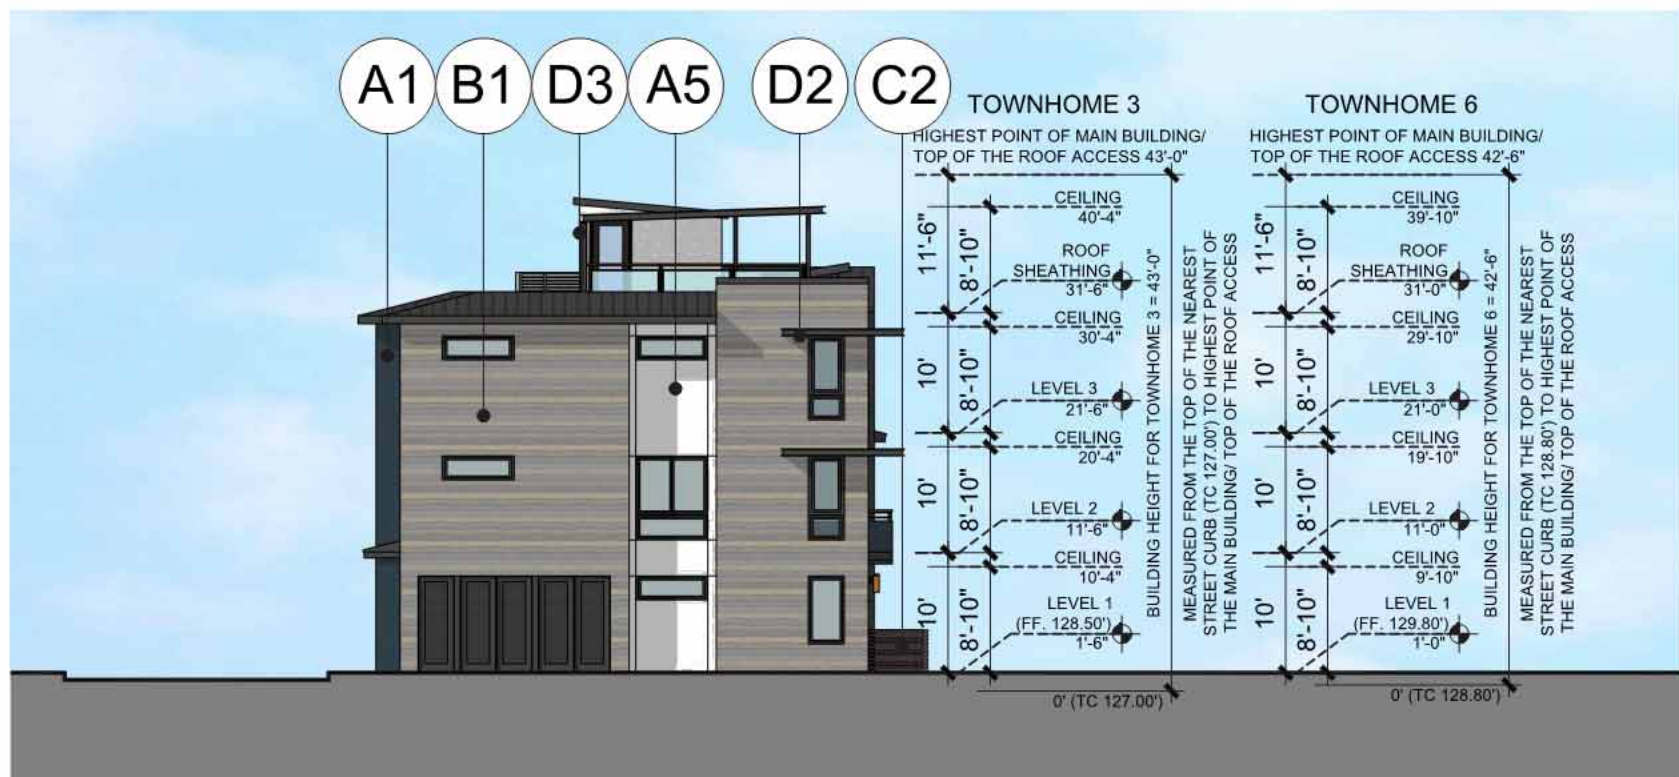 A1 B1 D3 A5 D2 C2
TOWNHOME 3
HIGHEST POINT OF MAIN BUILDING/
TOP OF THE ROOF ACCESS 43'-0"
CEILING
40'-4"
ROOF
SHEATHING
31'-6"
CEILING
30'-4"
LEVEL 3
21'-6"
CEILING
20'-4"
LEVEL 2
11'-6"
CEILING
10'-4"
LEVEL 1
(FF. 128.50')
1'-6"
0' (TC 127.00')
11'-6"
10'
10'
10'
8'-10"
8'-10"
8'-10"
8'-10"
BUILDING HEIGHT FOR TOWNHOME 3 = 43'-0"
MEASURED FROM THE TOP OF THE NEAREST
STREET CURB (TC 127.00') TO HIGHEST POINT OF
THE MAIN BUILDING/ TOP OF THE ROOF ACCESS
TOWNHOME 6
HIGHEST POINT OF MAIN BUILDING/
TOP OF THE ROOF ACCESS 42'-6"
CEILING
39'-10"
ROOF
SHEATHING
31'-0"
CEILING
29'-10"
LEVEL 3
21'-0"
CEILING
19'-10"
LEVEL 2
11'-0"
CEILING
9'-10"
LEVEL 1
(FF. 129.80')
1'-0"
0' (TC 128.80')
11'-6"
10'
10'
10'
8'-10"
8'-10"
8'-10"
8'-10"
BUILDING HEIGHT FOR TOWNHOME 6 = 42'-6"
MEASURED FROM THE TOP OF THE NEAREST
STREET CURB (TC 128.80') TO HIGHEST POINT OF
THE MAIN BUILDING/ TOP OF THE ROOF ACCESS